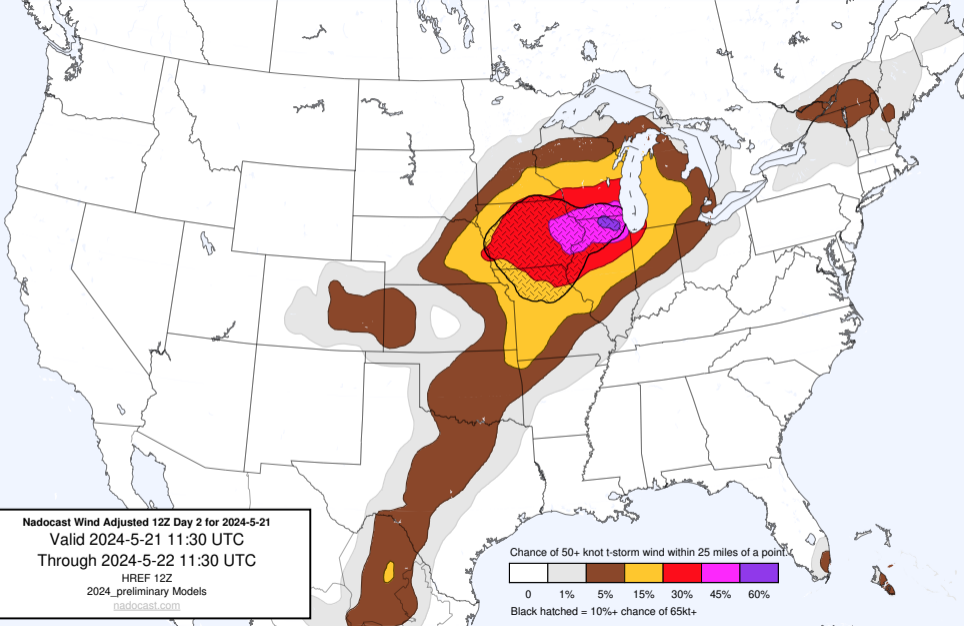 Nadocast Wind Adjusted 12Z Day 2 for 2024-5-21
Valid 2024-5-21 11:30 UTC
Through 2024-5-22 11:30 UTC
HREF 12Z
2024_preliminary Models
nadocast.com
Chance of 50+ knot t-storm wind within 25 miles of a point.
0 1% 5% 15% 30% 45% 60%
Black hatched = 10%+ chance of 65kt+